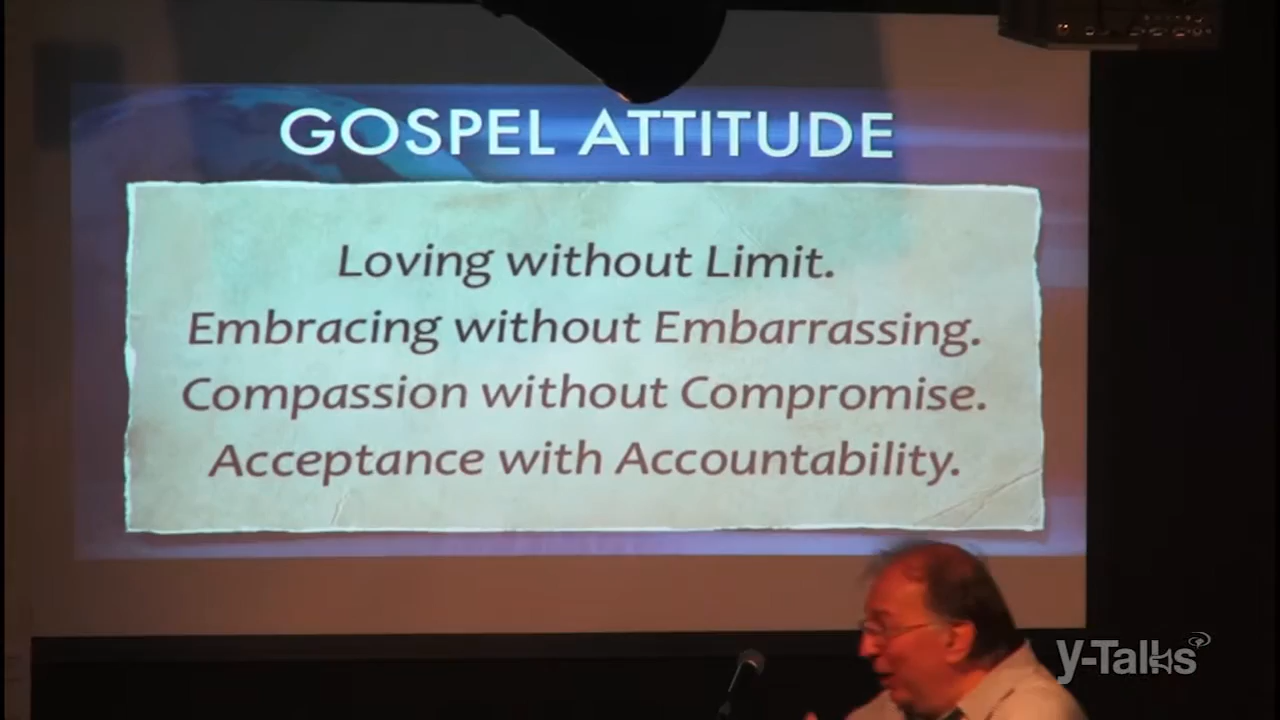 GOSPEL ATTITUDE
Loving without Limit.
Embracing without Embarrassing.
Compassion without Compromise.
Acceptance with Accountability.
y-Talks